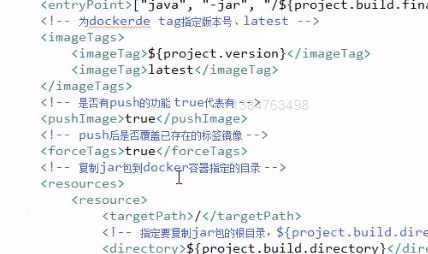 <entryPoint>["java", "-jar", "/${project.build.fina
<!-- 为dockerde tag指定版本号、latest -->
<imageTags>
<imageTag>${project.version}</imageTag>
<imageTag>latest</imageTag>
</imageTags>
<!-- 是否有push的功能 true代表有 -->
<pushImage>true</pushImage>
<!-- push后是否覆盖已存在的标签镜像 -->
<forceTags>true</forceTags>
<!-- 复制jar包到docker容器指定的目录 -->
<resources>
<resource>
<targetPath>/</targetPath>
<!-- 指定要复制jar包的根目录，${project.build.dire
<directory>${project.build.directory}</dire